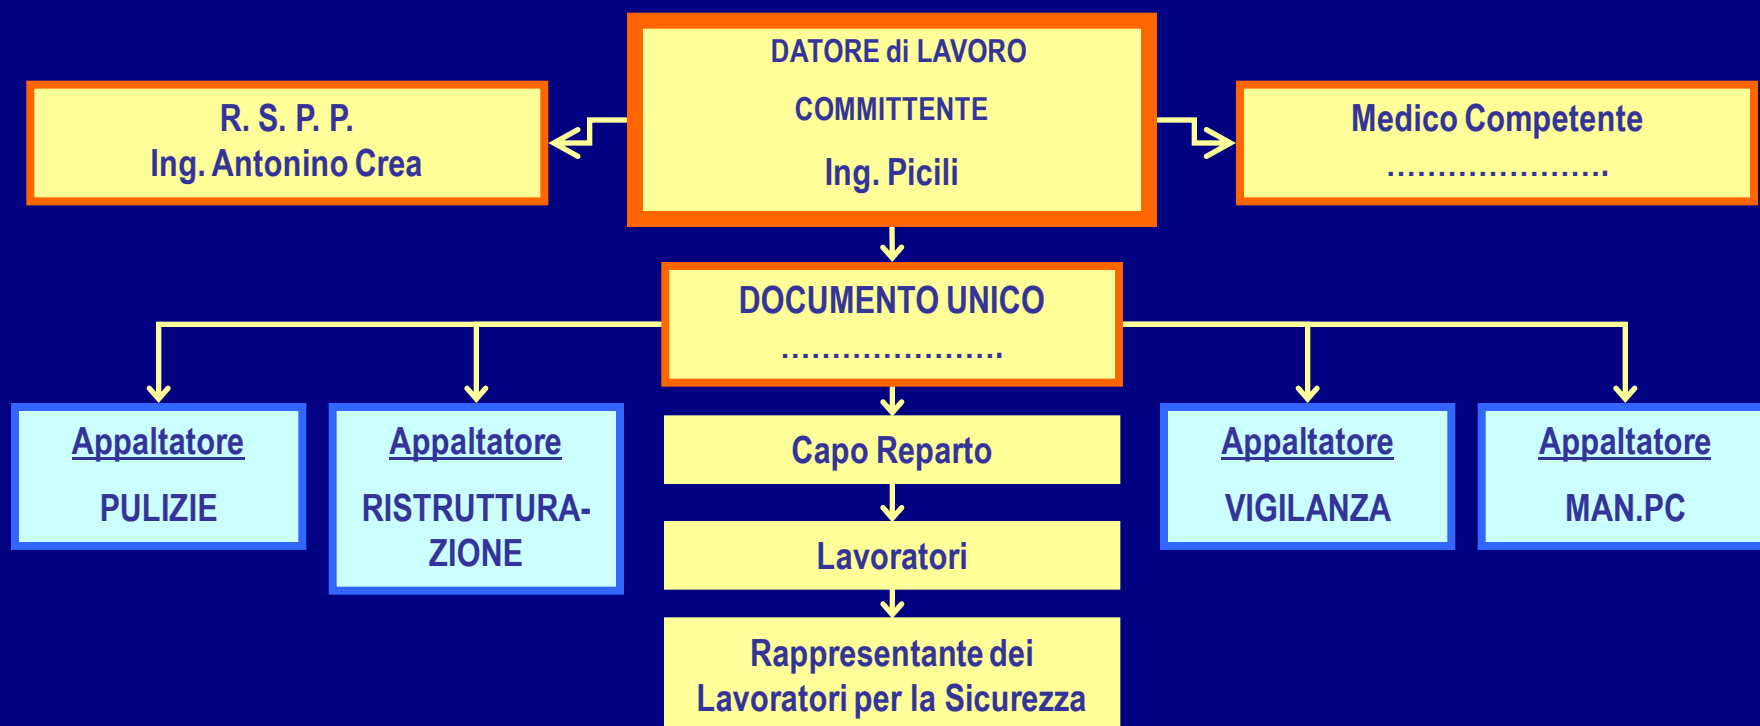 DATORE di LAVORO
COMMITTENTE
Ing. Picili
R. S. P. P.
Ing. Antonino Crea
Medico Competente
………………….
DOCUMENTO UNICO
………………….
Appaltatore
PULIZIE
Appaltatore
RISTRUTTURA-
ZIONE
Capo Reparto
Lavoratori
Rappresentante dei
Lavoratori per la Sicurezza
Appaltatore
VIGILANZA
Appaltatore
MAN.PC